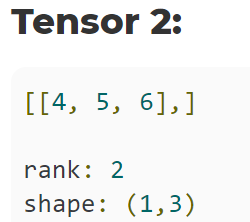 Tensor 2:
[[4, 5, 6],]
rank: 2
shape: (1,3)